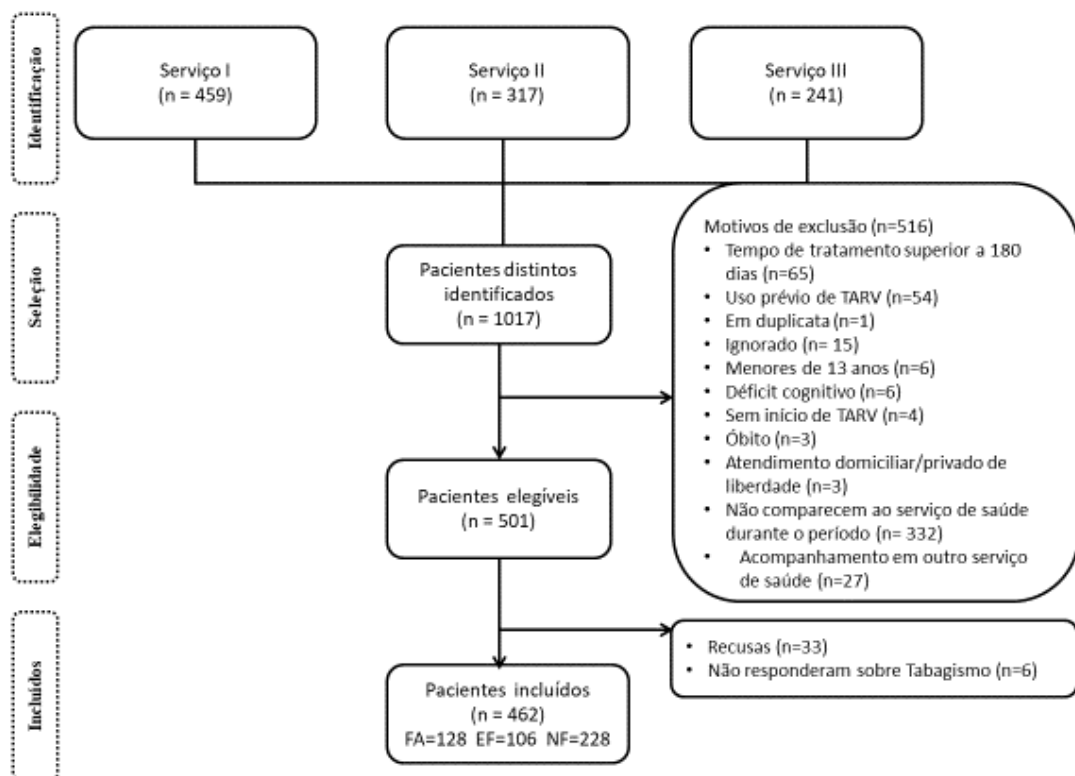 Identificação
Serviço I
(n = 459)
Serviço II
(n = 317)
Serviço III
(n = 241)
Seleção
Pacientes distintos
identificados
(n = 1017)
Motivos de exclusão (n=516)
• Tempo de tratamento superior a 180
dias (n=65)
• Uso prévio de TARV (n=54)
• Em duplicata (n=1)
• Ignorado (n= 15)
• Menores de 13 anos (n=6)
• Déficit cognitivo (n=6)
• Sem início de TARV (n=4)
• Óbito (n=3)
• Atendimento domiciliar/privado de
liberdade (n=3)
• Não comparecem ao serviço de saúde
durante o período (n= 332)
• Acompanhamento em outro serviço
de saúde (n=27)
Elegibilidade
Pacientes elegíveis
(n = 501)
• Recusas (n=33)
• Não responderam sobre Tabagismo (n=6)
Incluídos
Pacientes incluídos
(n = 462)
FA=128 EF=106 NF=228